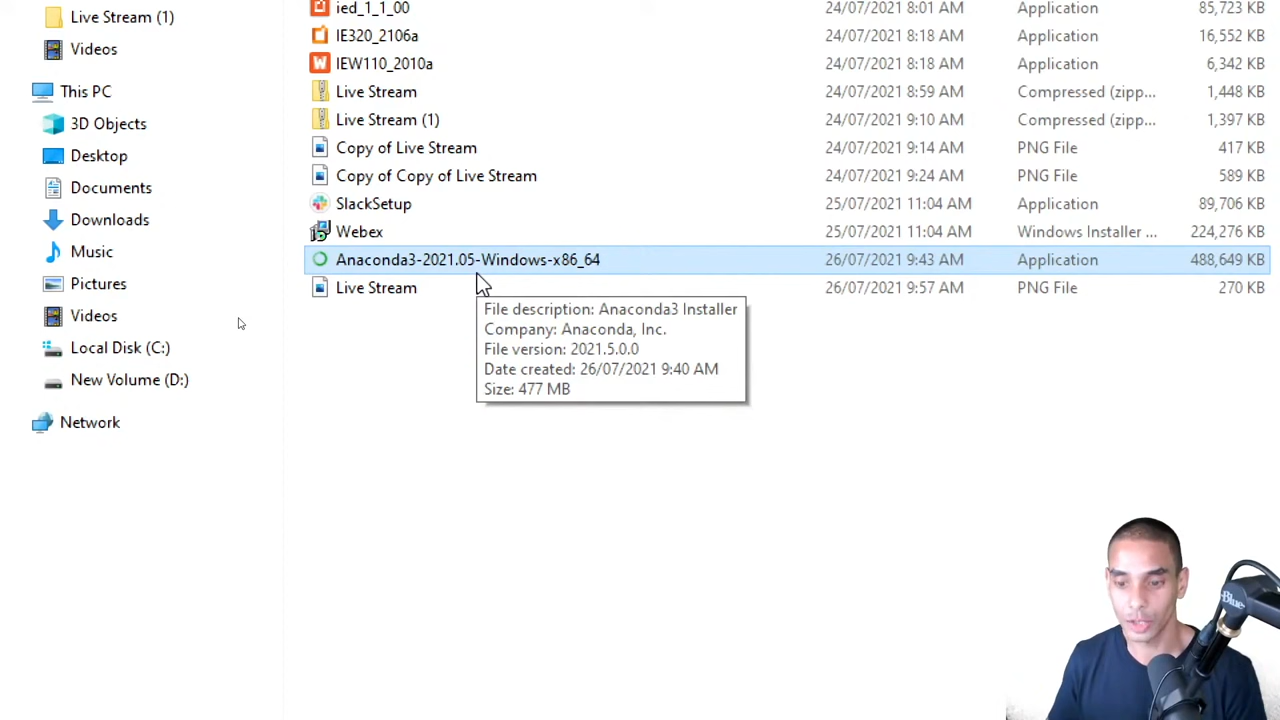 Live Stream (1)
Videos
This PC
3D Objects
Desktop
Documents
Downloads
Music
Pictures
Videos
Local Disk (C:)
New Volume (D:)
Network
ied_1_1_00 24/07/2021 8:01 AM Application 85,723 KB
IE320_2106a 24/07/2021 8:18 AM Application 16,552 KB
IEW110_2010a 24/07/2021 8:18 AM Application 6,342 KB
Live Stream 24/07/2021 8:59 AM Compressed (zipp... 1,448 KB
Live Stream (1) 24/07/2021 9:10 AM Compressed (zipp... 1,397 KB
Copy of Live Stream 24/07/2021 9:14 AM PNG File 417 KB
Copy of Copy of Live Stream 24/07/2021 9:24 AM PNG File 589 KB
SlackSetup 25/07/2021 11:04 AM Application 89,706 KB
Webex 25/07/2021 11:04 AM Windows Installer ... 224,276 KB
Anaconda3-2021.05-Windows-x86_64 26/07/2021 9:43 AM Application 488,649 KB
Live Stream 26/07/2021 9:57 AM PNG File 270 KB
File description: Anaconda3 Installer
Company: Anaconda, Inc.
File version: 2021.5.0.0
Date created: 26/07/2021 9:40 AM
Size: 477 MB
Blue